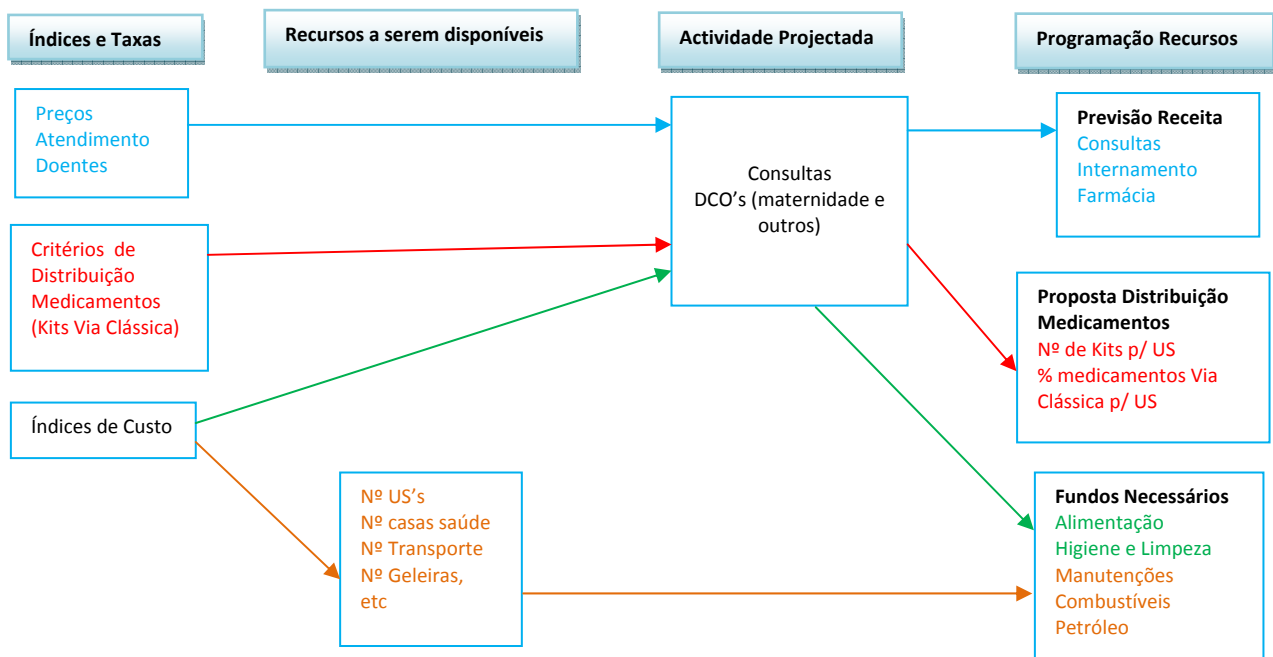 Índices e Taxas
Recursos a serem disponíveis
Actividade Projectada
Programação Recursos
Preços
Atendimento
Doentes
Critérios de
Distribuição
Medicamentos
(Kits Via Clássica)
Índices de Custo
Nº US's
Nº casas saúde
Nº Transporte
Nº Geleiras,
etc
Consultas
DCO's (maternidade e
outros)
Previsão Receita
Consultas
Internamento
Farmácia
Proposta Distribuição
Medicamentos
Nº de Kits p/ US
% medicamentos Via
Clássica p/ US
Fundos Necessários
Alimentação
Higiene e Limpeza
Manutenções
Combustíveis
Petróleo